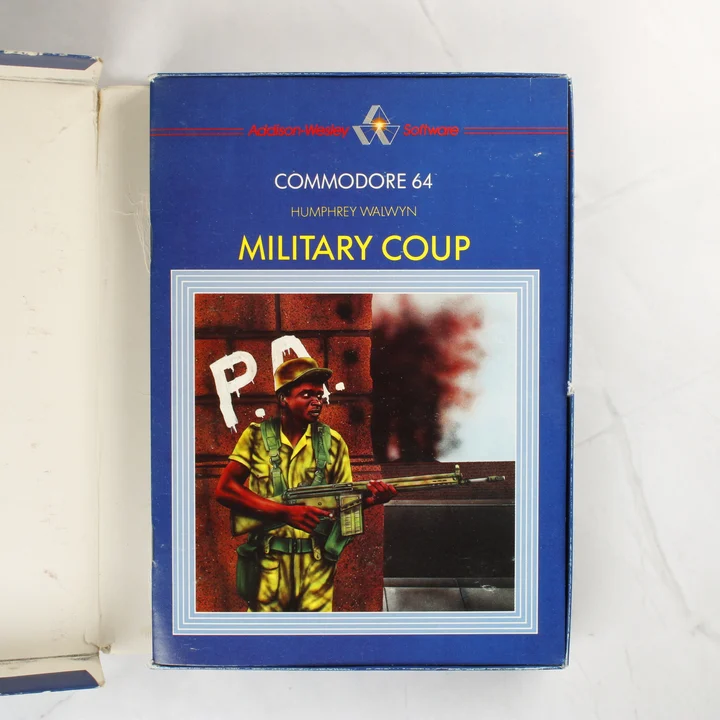 Addison-Wesley Software
COMMODORE 64
HUMPHREY WALWYN
MILITARY COUP
P.A.